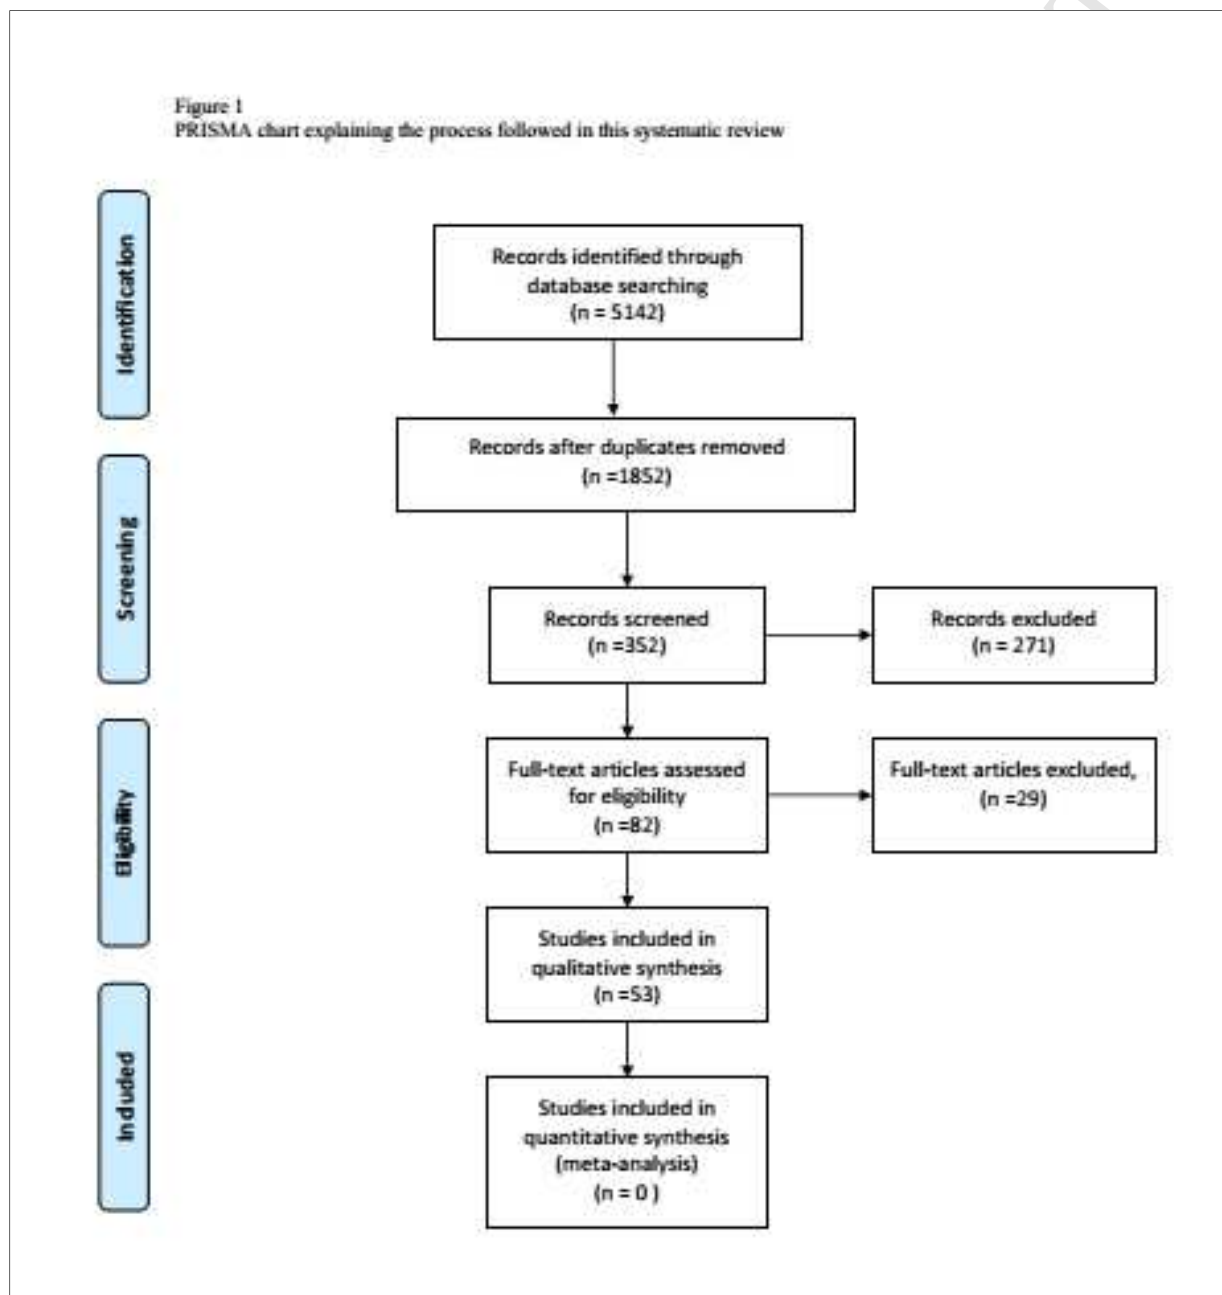 Figure 1
PRISMA chart explaining the process followed in this systematic review
Identification
Records identified through
database searching
(n = 5142)
Records after duplicates removed
(n =1852)
Screening
Records screened
(n =352)
Records excluded
(n = 271)
Eligibility
Full-text articles assessed
for eligibility
(n =82)
Full-text articles excluded,
(n =29)
Studies included in
qualitative synthesis
(n =53)
Included
Studies included in
quantitative synthesis
(meta-analysis)
(n = 0 )